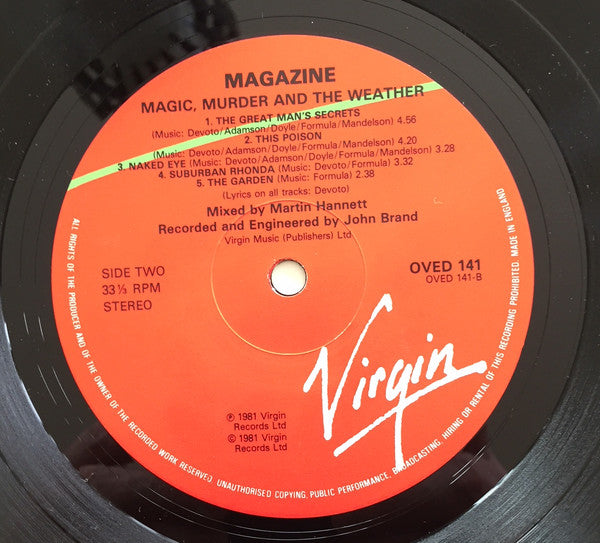 MAGAZINE
MAGIC, MURDER AND THE WEATHER
1. THE GREAT MAN'S SECRETS
(Music: Devoto/Adamson/Doyle/Formula/Mandelson) 4.56
2. THIS POISON
(Music: Devoto/Adamson/Doyle/Formula/Mandelson) 4.20
3. NAKED EYE (Music: Devoto/Adamson/Doyle/Formula/Mandelson) 3.28
4. SUBURBAN RHONDA (Music: Devoto/Formula) 3.32
5. THE GARDEN (Music: Formula) 2.38
(Lyrics on all tracks: Devoto)
Mixed by Martin Hannett
Recorded and Engineered by John Brand
Virgin Music (Publishers) Ltd
SIDE TWO
33⅓ RPM
STEREO
OVED 141
OVED 141-B
Virgin
℗ 1981 Virgin
Records Ltd
© 1981 Virgin
Records Ltd
ALL RIGHTS OF THE PRODUCER AND OF THE OWNER OF THE RECORDED WORK RESERVED. UNAUTHORISED COPYING, PUBLIC PERFORMANCE, BROADCASTING, HIRING OR RENTAL OF THIS RECORDING PROHIBITED. MADE IN ENGLAND